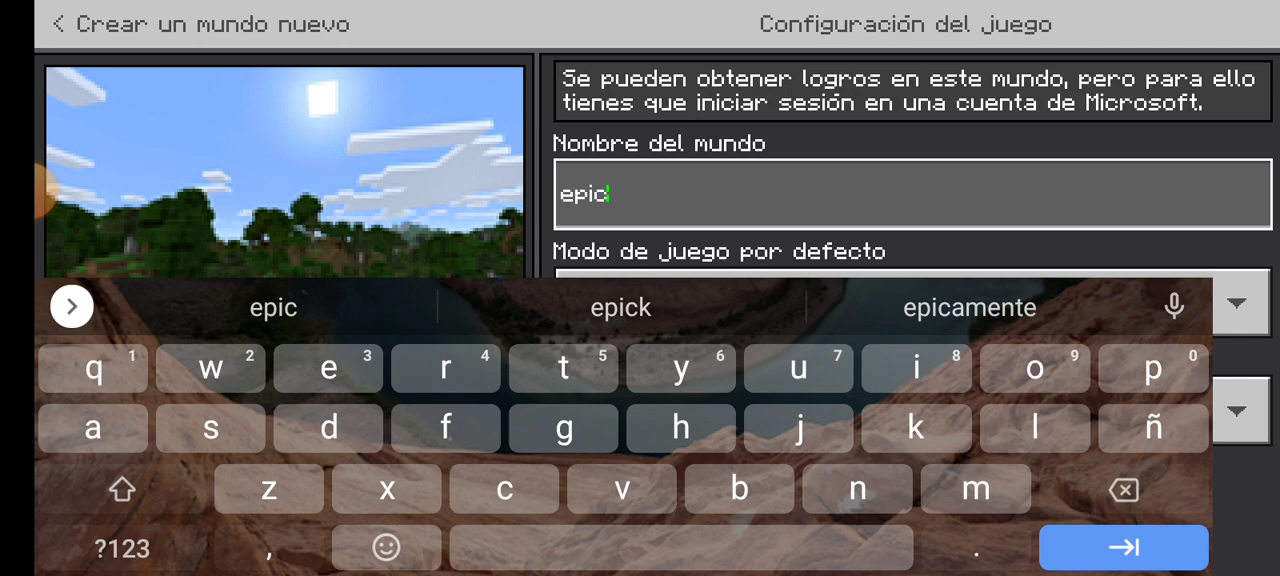 Crear un mundo nuevo
Configuración del juego
Se pueden obtener logros en este mundo, pero para ello
tienes que iniciar sesión en una cuenta de Microsoft.
Nombre del mundo
epic
Modo de juego por defecto
epic epick epicamente
q 1 w 2 e 3 r 4 t 5 y 6 u 7 i 8 o 9 p 0
a s d f g h j k l ñ
z x c v b n m
?123 , .